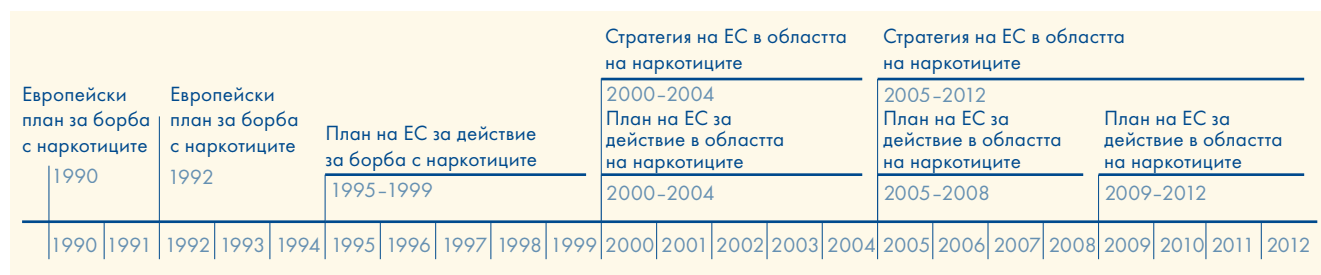 Европейски
план за борба
с наркотиците
1990
Европейски
план за борба
с наркотиците
1992
План на ЕС за действие
за борба с наркотиците
1995–1999
Стратегия на ЕС в областта
на наркотиците
2000–2004
План на ЕС за
действие в областта
на наркотиците
2000–2004
Стратегия на ЕС в областта
на наркотиците
2005–2012
План на ЕС за
действие в областта
на наркотиците
2005–2008
План на ЕС за
действие в областта
на наркотиците
2009–2012
1990 1991 1992 1993 1994 1995 1996 1997 1998 1999 2000 2001 2002 2003 2004 2005 2006 2007 2008 2009 2010 2011 2012